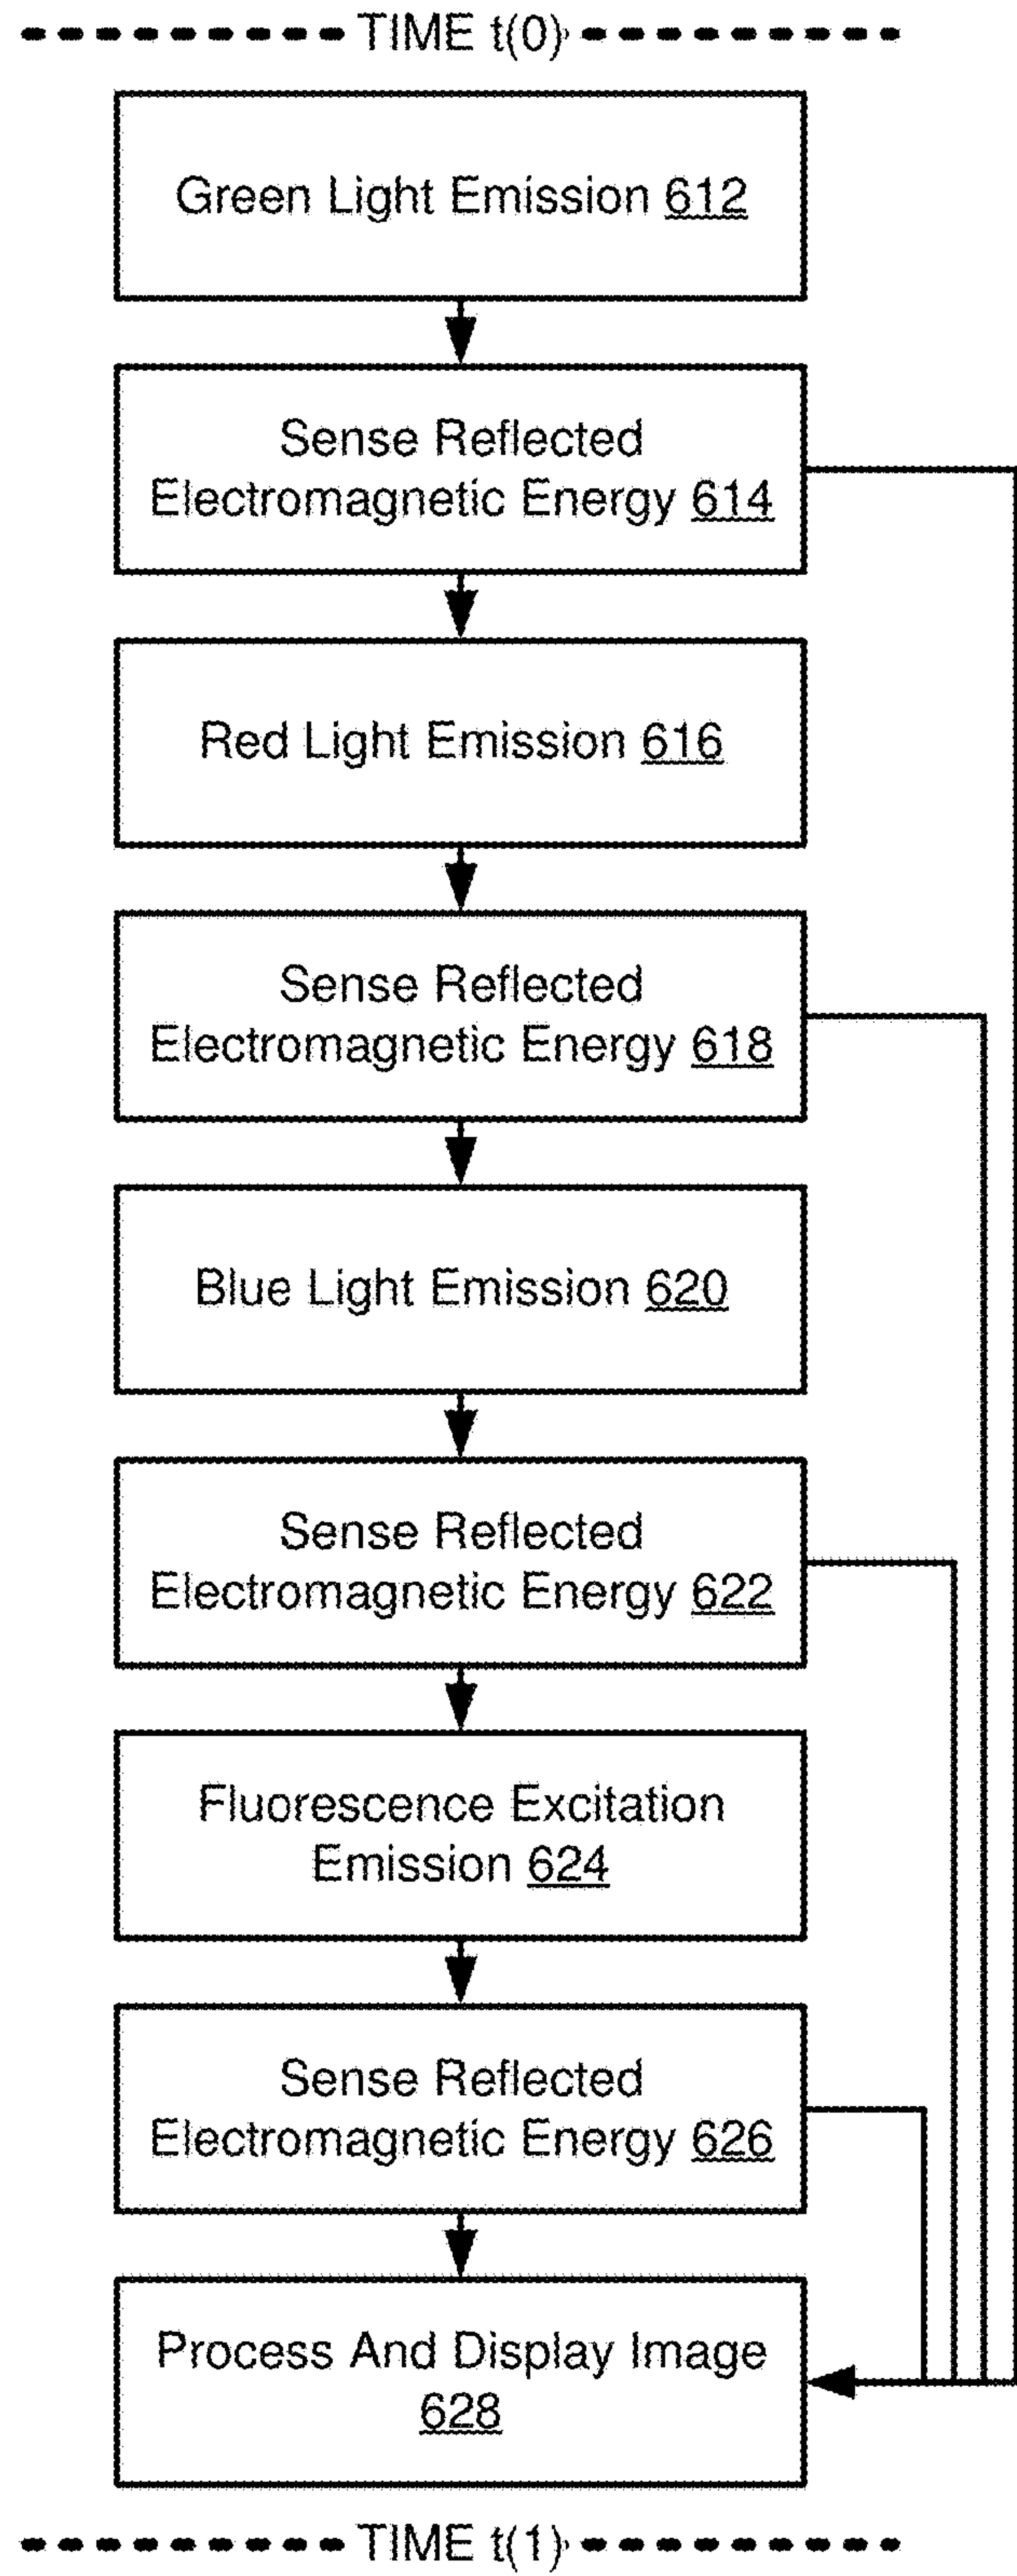 TIME t(0)
Green Light Emission 612
Sense Reflected
Electromagnetic Energy 614
Red Light Emission 616
Sense Reflected
Electromagnetic Energy 618
Blue Light Emission 620
Sense Reflected
Electromagnetic Energy 622
Fluorescence Excitation
Emission 624
Sense Reflected
Electromagnetic Energy 626
Process And Display Image
628
TIME t(1)